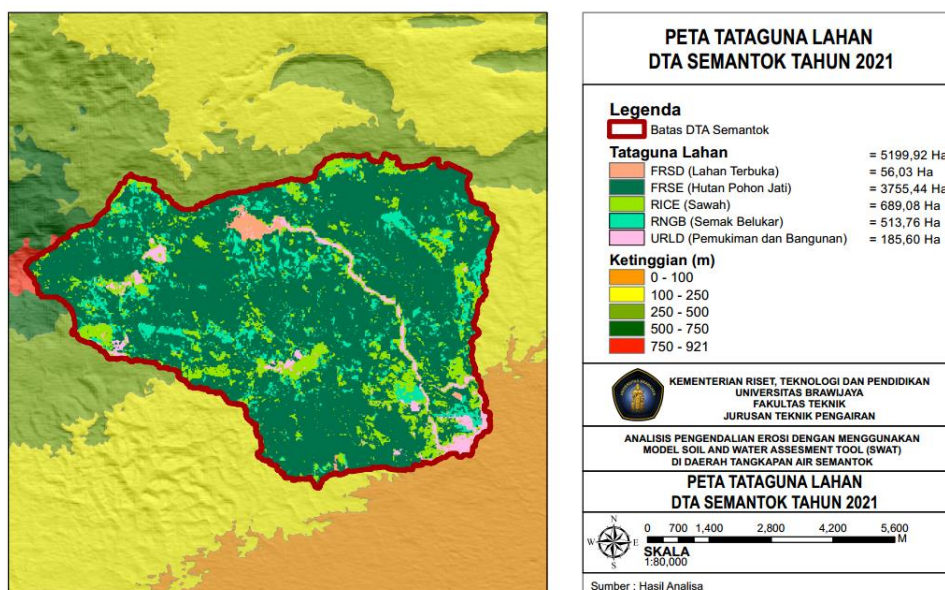 PETA TATAGUNA LAHAN
DTA SEMANTOK TAHUN 2021
Legenda
Batas DTA Semantok
Tataguna Lahan = 5199,92 Ha
FRSD (Lahan Terbuka) = 56,03 Ha
FRSE (Hutan Pohon Jati) = 3755,44 Ha
RICE (Sawah) = 689,08 Ha
RNGB (Semak Belukar) = 513,76 Ha
URLD (Pemukiman dan Bangunan) = 185,60 Ha
Ketinggian (m)
0 - 100
100 - 250
250 - 500
500 - 750
750 - 921
KEMENTERIAN RISET, TEKNOLOGI DAN PENDIDIKAN
UNIVERSITAS BRAWIJAYA
FAKULTAS TEKNIK
JURUSAN TEKNIK PENGAIRAN
ANALISIS PENGENDALIAN EROSI DENGAN MENGGUNAKAN
MODEL SOIL AND WATER ASSESMENT TOOL (SWAT)
DI DAERAH TANGKAPAN AIR SEMANTOK
PETA TATAGUNA LAHAN
DTA SEMANTOK TAHUN 2021
N
W E
S
0 700 1,400 2,800 4,200 5,600
M
SKALA
1:80,000
Sumber : Hasil Analisa